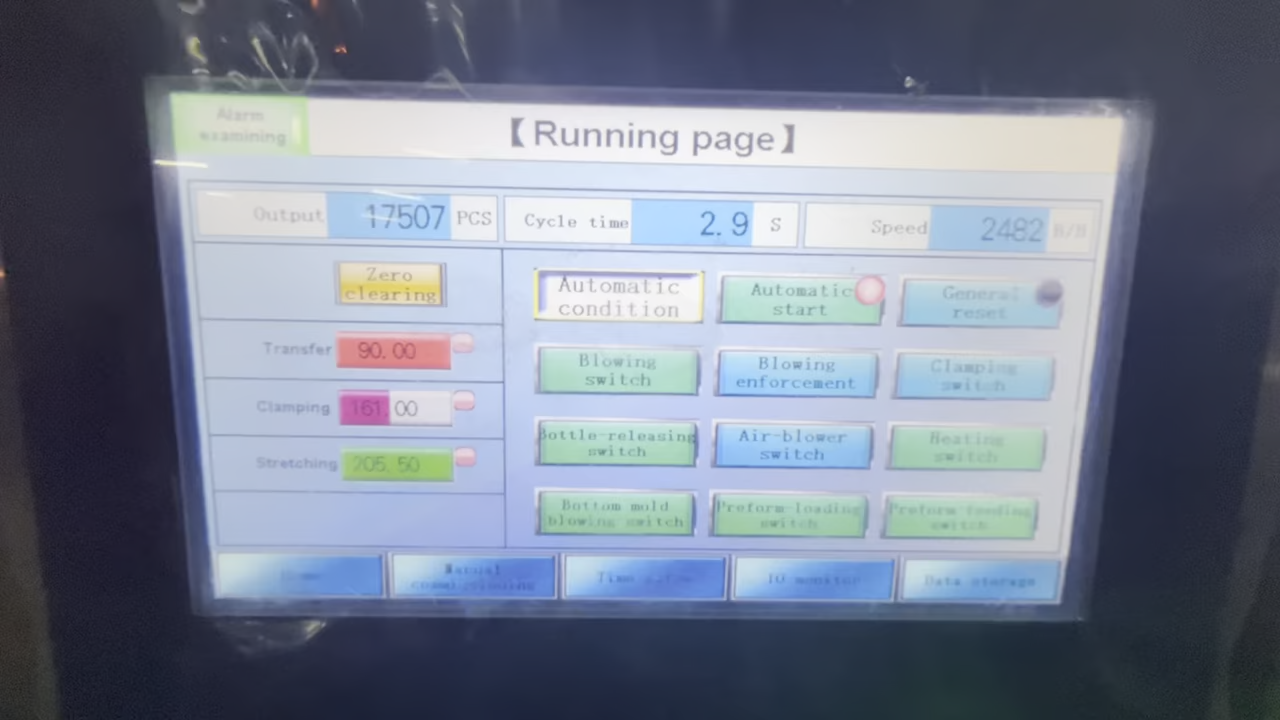 Alarm
examining
【Running page】
Output 17507 PCS
Cycle time 2.9 S
Speed 2482
Zero
clearing
Transfer 90.00
Clamping 161.00
Stretching 205.50
Automatic
condition
Automatic
start
General
reset
Blowing
switch
Blowing
enforcement
Clamping
switch
Bottle-releasing
switch
Air-blower
switch
Heating
switch
Bottom mold
blowing switch
Preform-loading
switch
Preform-feeding
switch
Manual
Time
IO monitor
Data storage